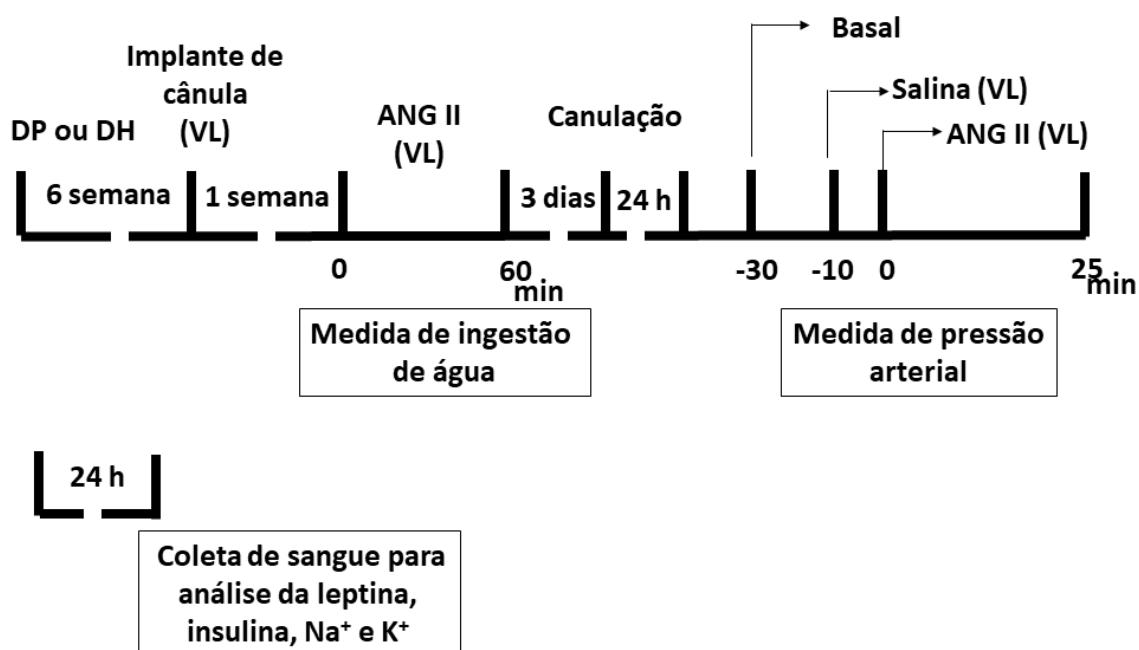 Basal
Implante de
cânula
(VL)
Salina (VL)
DP ou DH
ANG II
(VL)
Canulação
ANG II (VL)
6 semana
1 semana
3 dias
24 h
0
60
min
-30
-10
0
25
min
Medida de ingestão
de água
Medida de pressão
arterial
24 h
Coleta de sangue para
análise da leptina,
insulina, Na⁺ e K⁺